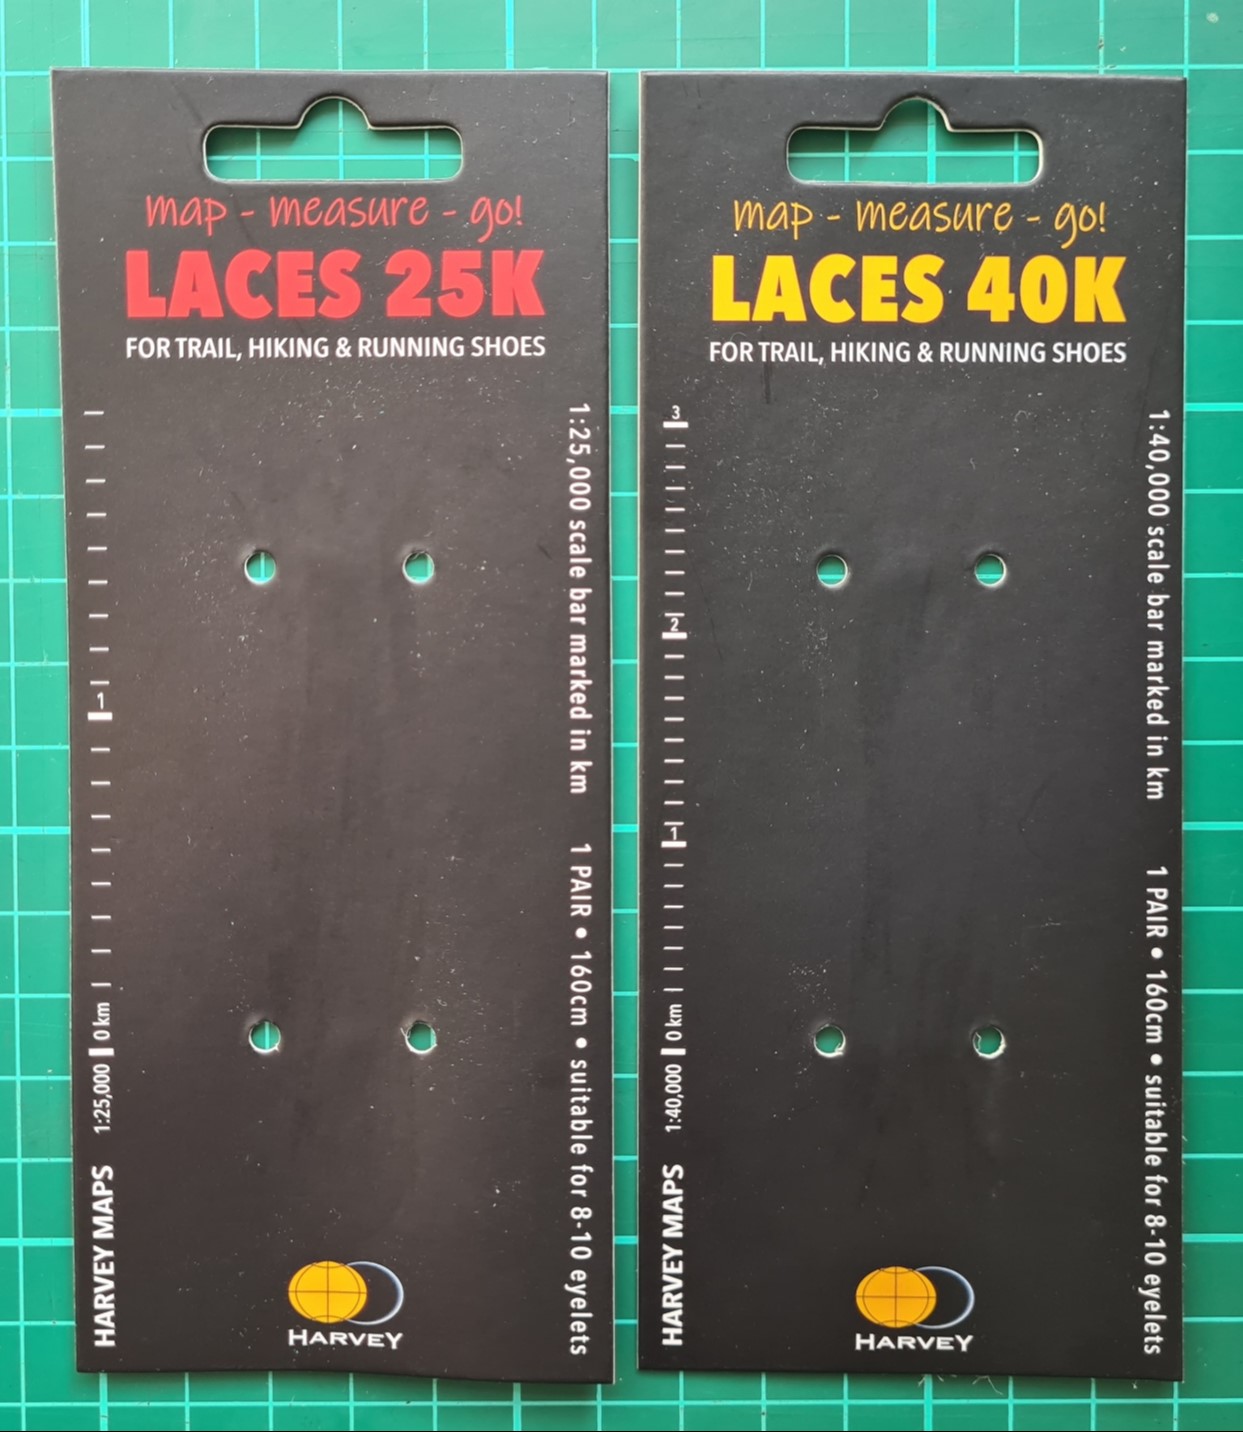 map - measure - go!
LACES 25K
FOR TRAIL, HIKING & RUNNING SHOES
HARVEY MAPS 1:25,000 0 km 1
1:25,000 scale bar marked in km 1 PAIR • 160cm • suitable for 8-10 eyelets
HARVEY
map - measure - go!
LACES 40K
FOR TRAIL, HIKING & RUNNING SHOES
HARVEY MAPS 1:40,000 0 km 1 2 3
1:40,000 scale bar marked in km 1 PAIR • 160cm • suitable for 8-10 eyelets
HARVEY